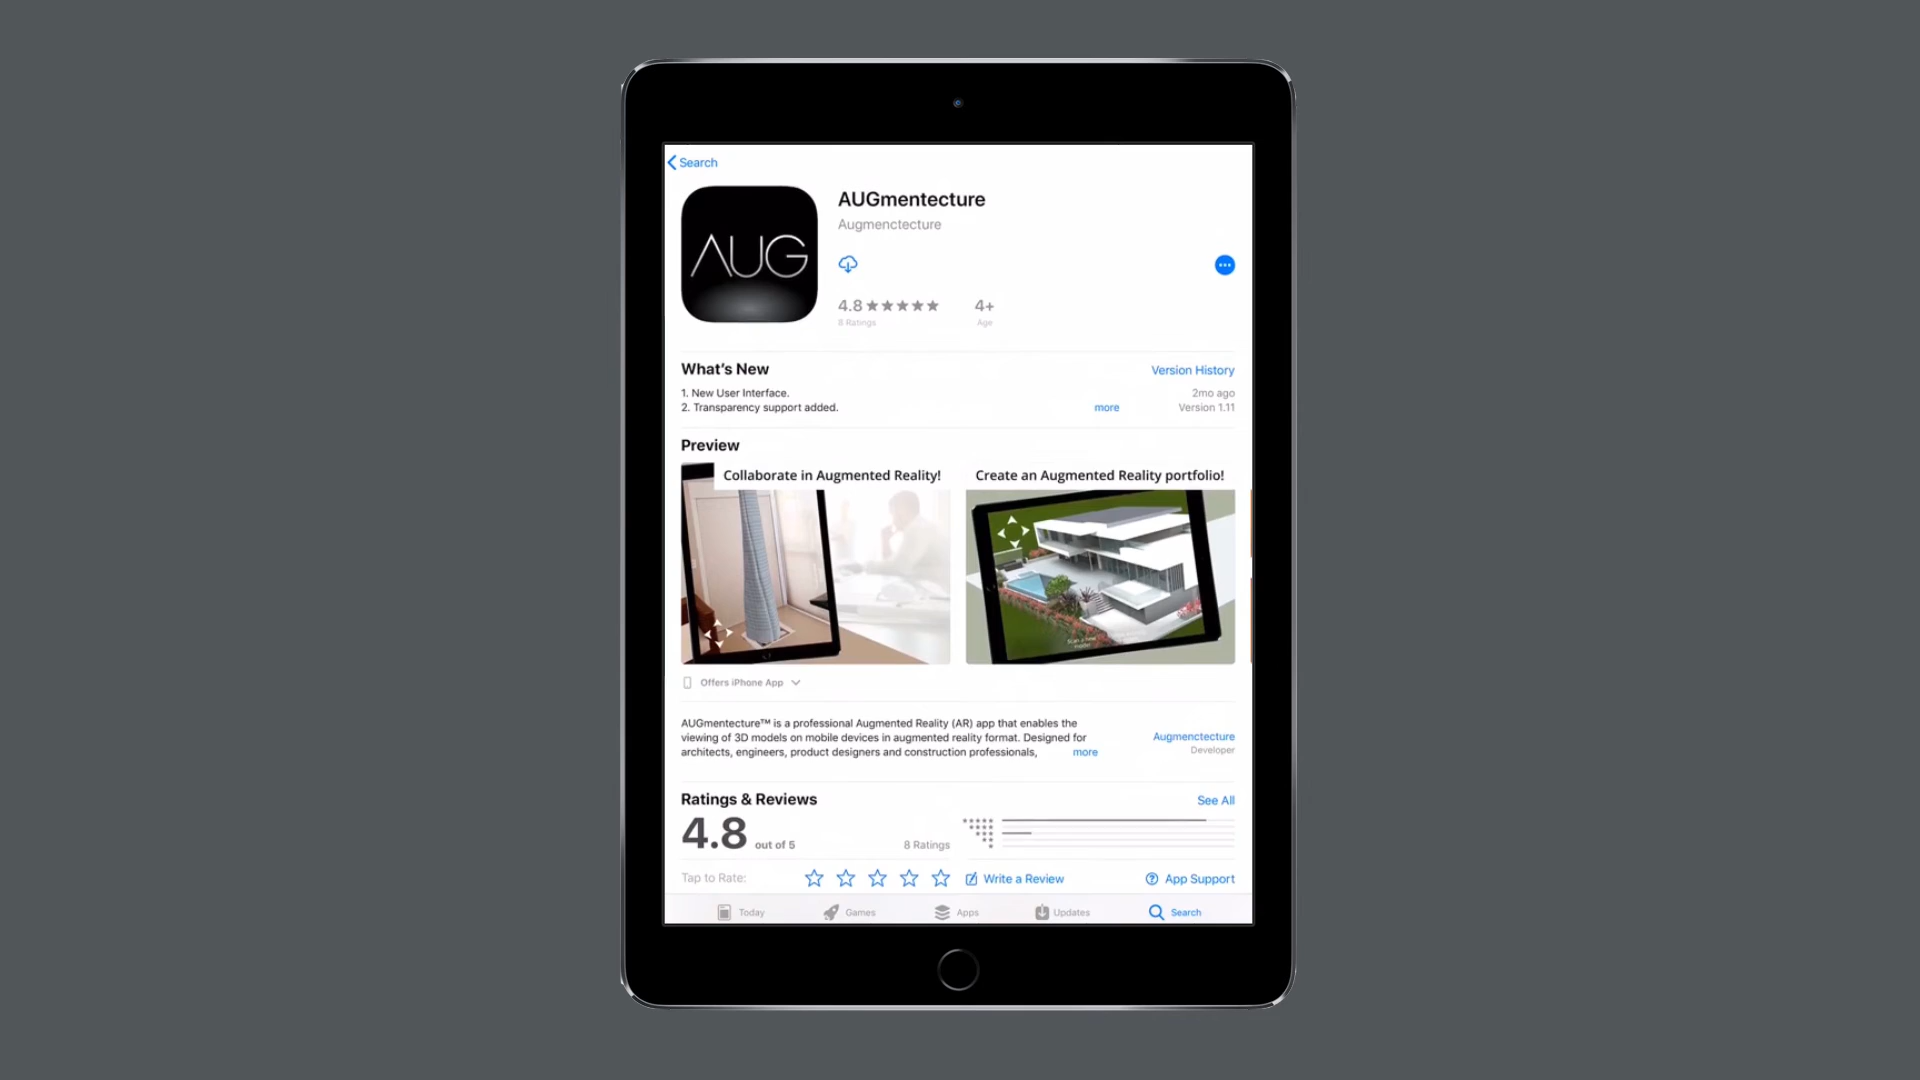 Search
AUG
AUGmentecture
Augmenctecture
4.8
4+
8 Ratings
Age
What's New
Version History
1. New User Interface.
2mo ago
2. Transparency support added.
more
Version 1.11
Preview
Collaborate in Augmented Reality!
Create an Augmented Reality portfolio!
Offers iPhone App
AUGmentecture™ is a professional Augmented Reality (AR) app that enables the
viewing of 3D models on mobile devices in augmented reality format. Designed for
architects, engineers, product designers and construction professionals,
more
Augmenctecture
Developer
Ratings & Reviews
See All
4.8 out of 5
8 Ratings
Tap to Rate:
Write a Review
App Support
Today
Games
Apps
Updates
Search